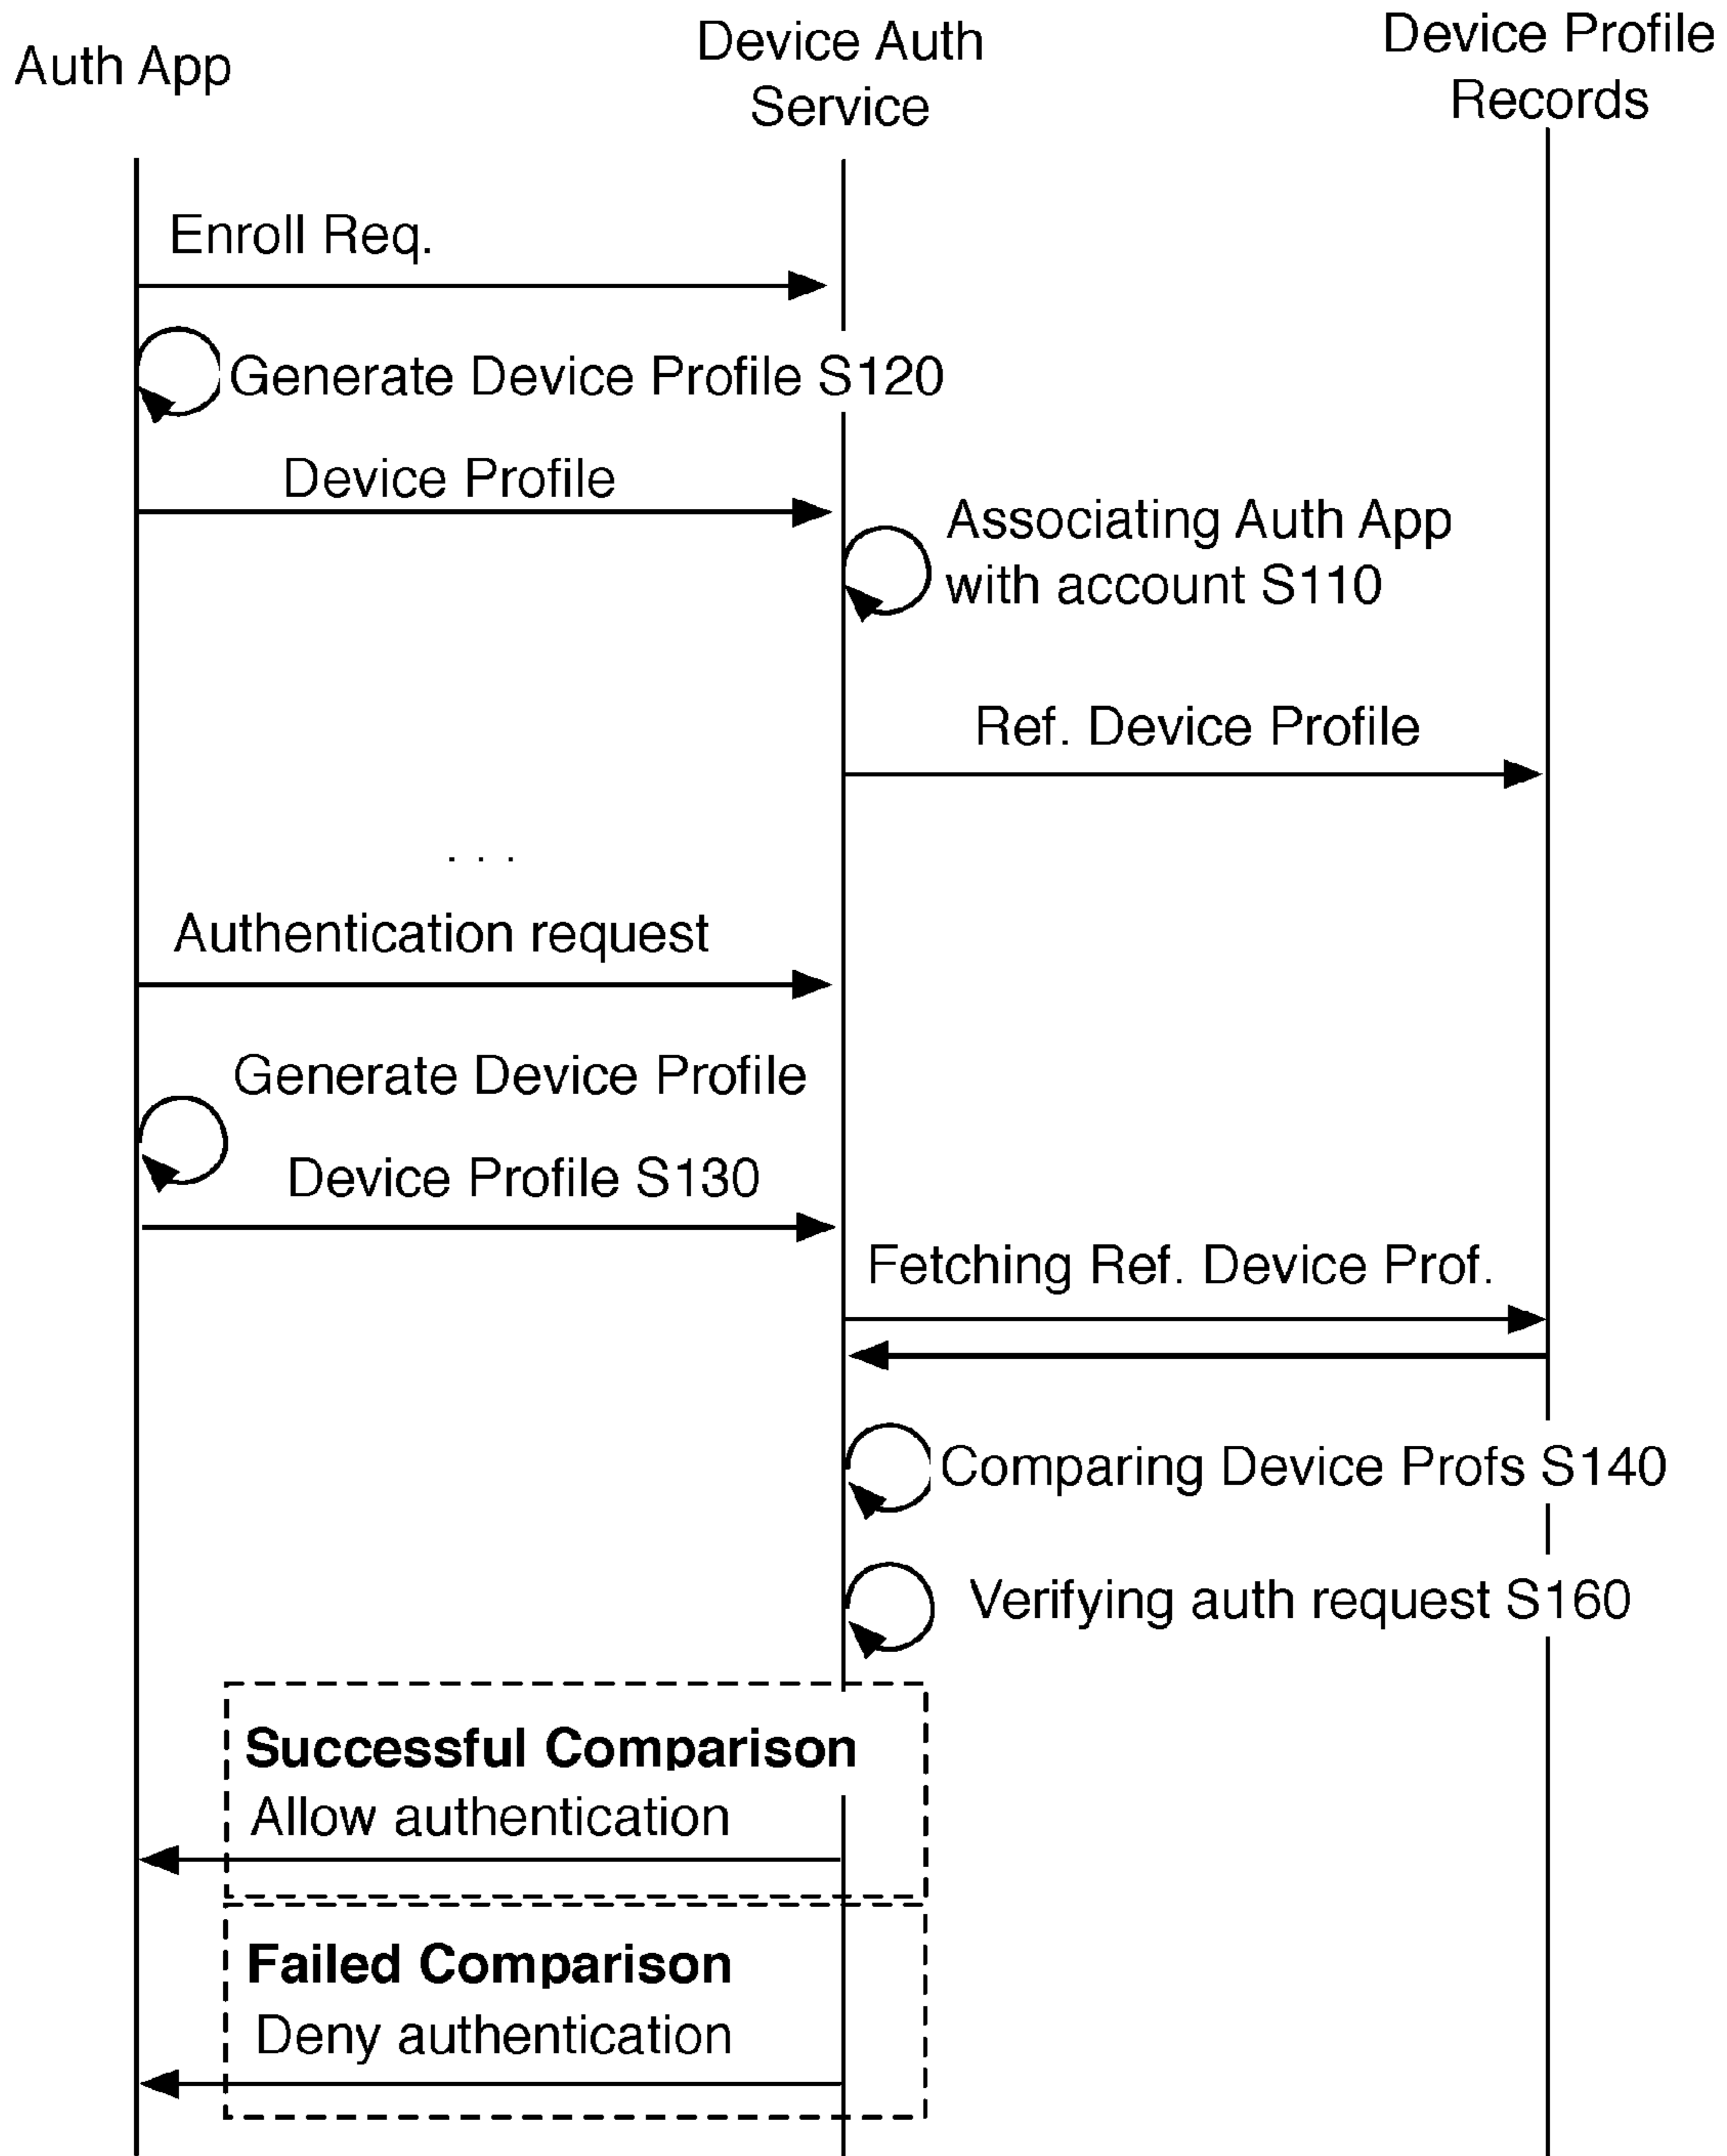 Auth App
Device Auth
Service
Device Profile
Records
Enroll Req.
Generate Device Profile S120
Device Profile
Associating Auth App
with account S110
Ref. Device Profile
. . .
Authentication request
Generate Device Profile
Device Profile S130
Fetching Ref. Device Prof.
Comparing Device Profs S140
Verifying auth request S160
Successful Comparison
Allow authentication
Failed Comparison
Deny authentication